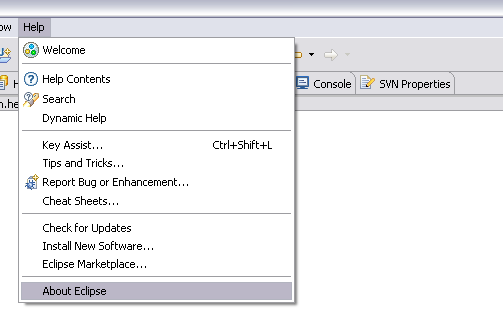 ow Help
Welcome
Help Contents
Search
Dynamic Help
Key Assist... Ctrl+Shift+L
Tips and Tricks...
Report Bug or Enhancement...
Cheat Sheets...
Check for Updates
Install New Software...
Eclipse Marketplace...
About Eclipse
H
Console
SVN Properties
n.he